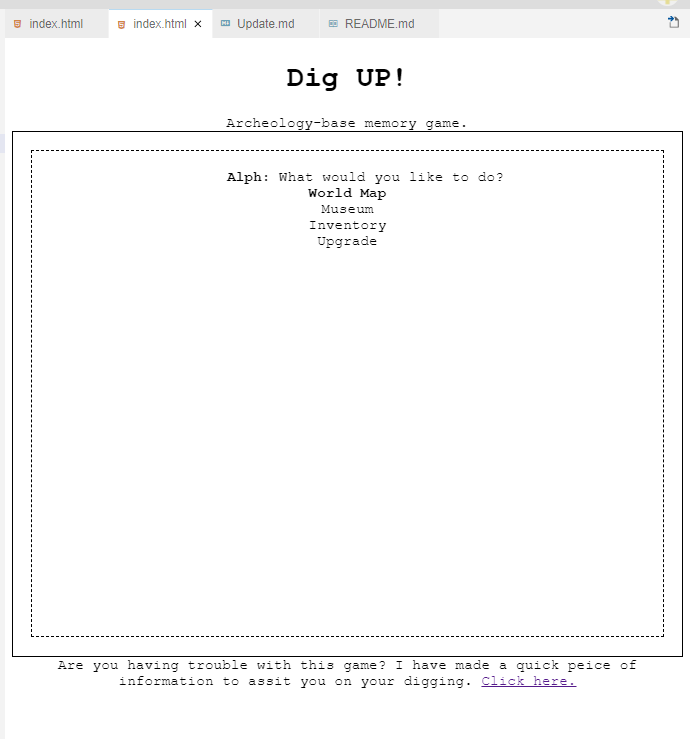 index.html index.html × Update.md README.md
Dig UP!
Archeology-base memory game.
Alph: What would you like to do?
World Map
Museum
Inventory
Upgrade
Are you having trouble with this game? I have made a quick peice of
information to assit you on your digging. Click here.